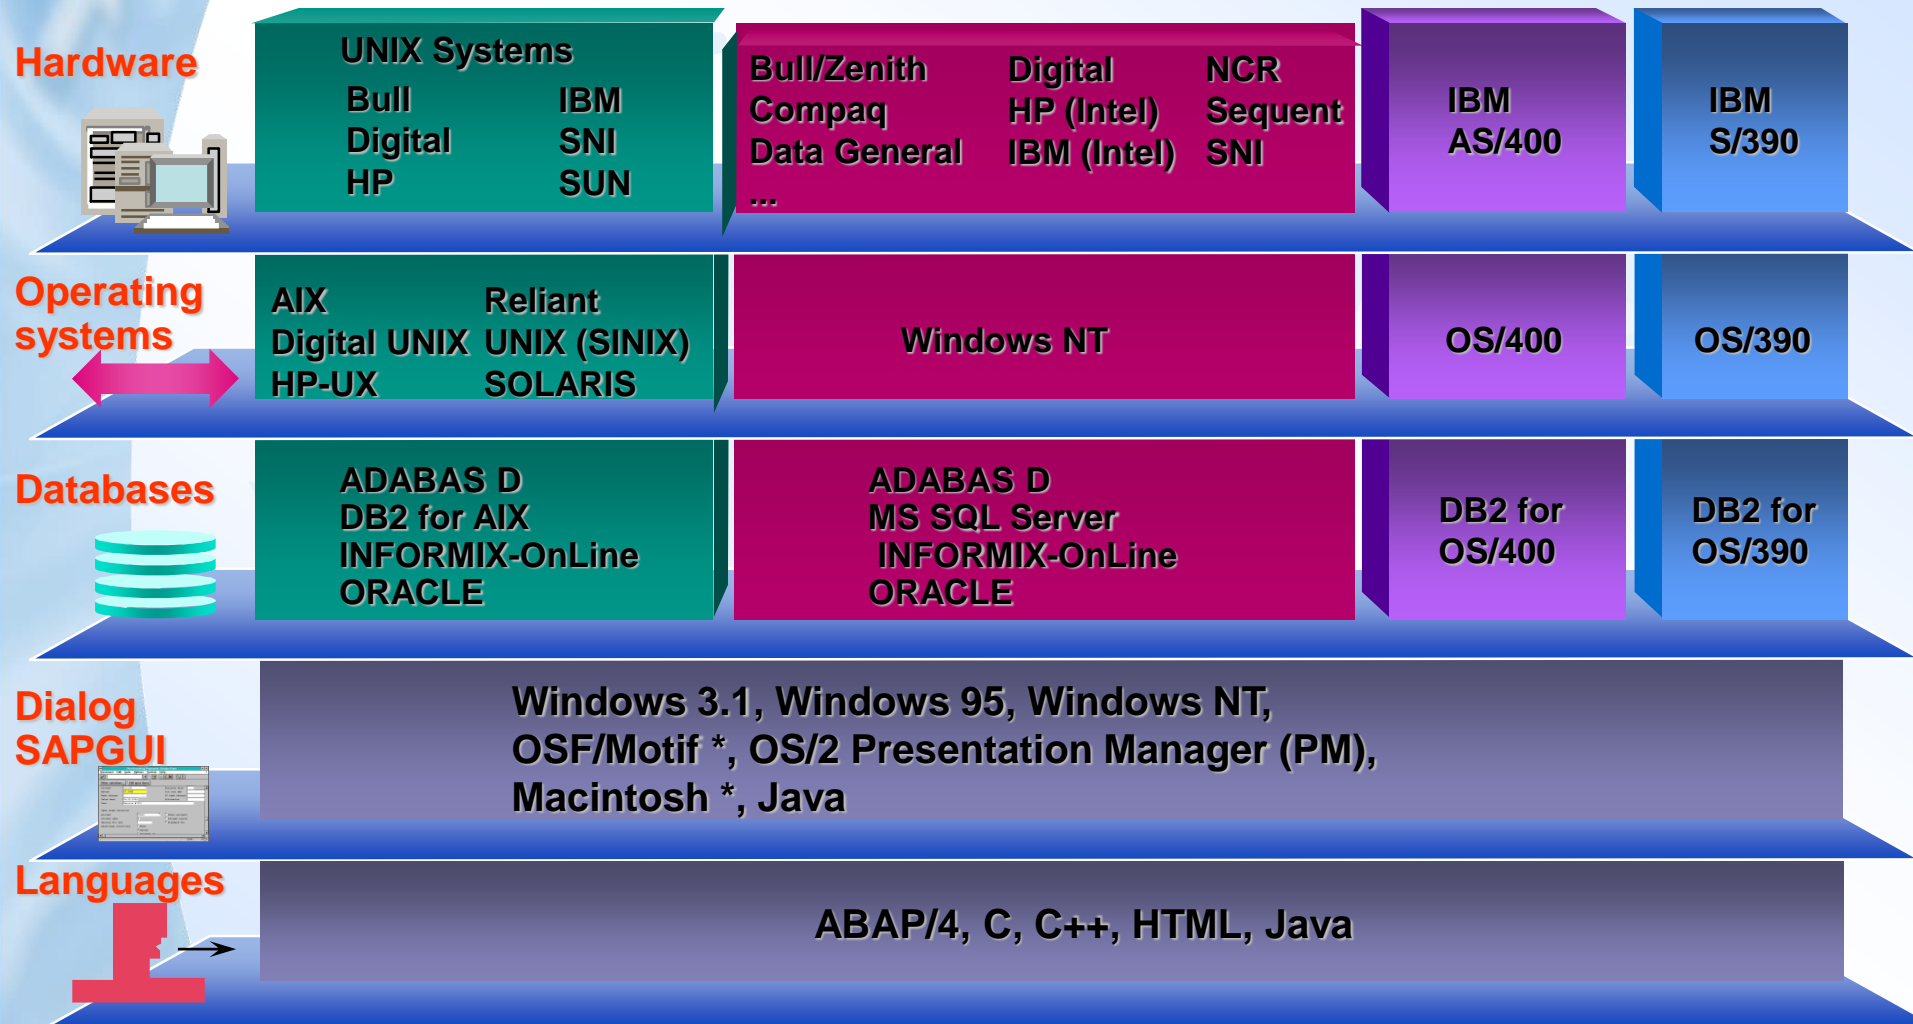 Hardware
UNIX Systems
Bull IBM
Digital SNI
HP SUN
Bull/Zenith Digital NCR
Compaq HP (Intel) Sequent
Data General IBM (Intel) SNI
...
IBM
AS/400
IBM
S/390
Operating
systems
AIX Reliant
Digital UNIX UNIX (SINIX)
HP-UX SOLARIS
Windows NT
OS/400
OS/390
Databases
ADABAS D
DB2 for AIX
INFORMIX-OnLine
ORACLE
ADABAS D
MS SQL Server
INFORMIX-OnLine
ORACLE
DB2 for
OS/400
DB2 for
OS/390
Dialog
SAPGUI
Windows 3.1, Windows 95, Windows NT,
OSF/Motif *, OS/2 Presentation Manager (PM),
Macintosh *, Java
Languages
ABAP/4, C, C++, HTML, Java